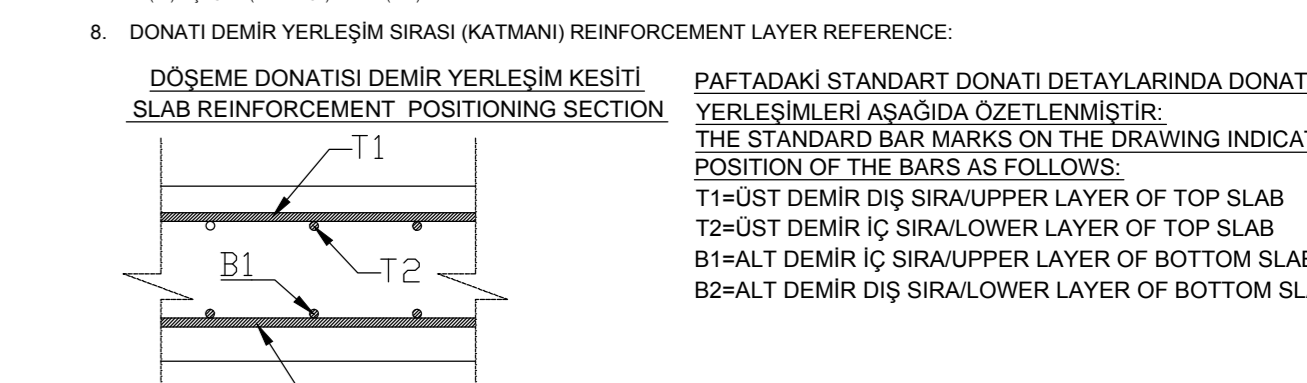 8. DONATI DEMİR YERLEŞİM SIRASI (KATMANI) REINFORCEMENT LAYER REFERENCE:
DÖŞEME DONATISI DEMİR YERLEŞİM KESİTİ
SLAB REINFORCEMENT POSITIONING SECTION
T1
T2
B1
PAFTADAKİ STANDART DONATI DETAYLARINDA DONAT
YERLEŞİMLERİ AŞAĞIDA ÖZETLENMİŞTİR:
THE STANDARD BAR MARKS ON THE DRAWING INDICAT
POSITION OF THE BARS AS FOLLOWS:
T1=ÜST DEMİR DIŞ SIRA/UPPER LAYER OF TOP SLAB
T2=ÜST DEMİR İÇ SIRA/LOWER LAYER OF TOP SLAB
B1=ALT DEMİR İÇ SIRA/UPPER LAYER OF BOTTOM SLAB
B2=ALT DEMİR DIŞ SIRA/LOWER LAYER OF BOTTOM SL